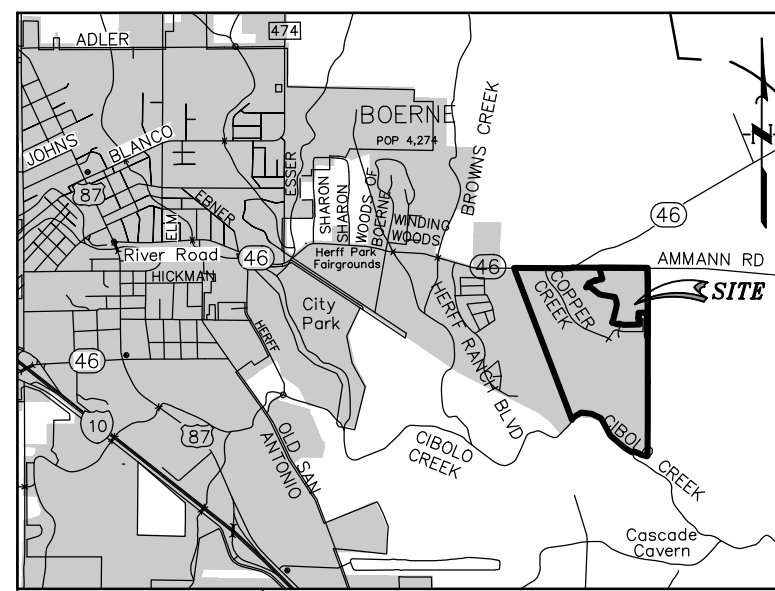 474
ADLER
BOERNE
POP 4,274
BROWNS CREEK
N
JOHNS
BLANCO
87
ESSER
SHARON
SHARON
WOODS OF
BOERNE
WINDING
WOODS
EBNER
ELM
46
River Road
46
Herff Park
Fairgrounds
46
AMMANN RD
HICKMAN
COPPER
CREEK
SITE
City
Park
HERFF
HERFF RANCH BLVD
46
10
87
OLD SAN
ANTONIO
CIBOLO
CREEK
CIBOLO CREEK
Cascade
Cavern